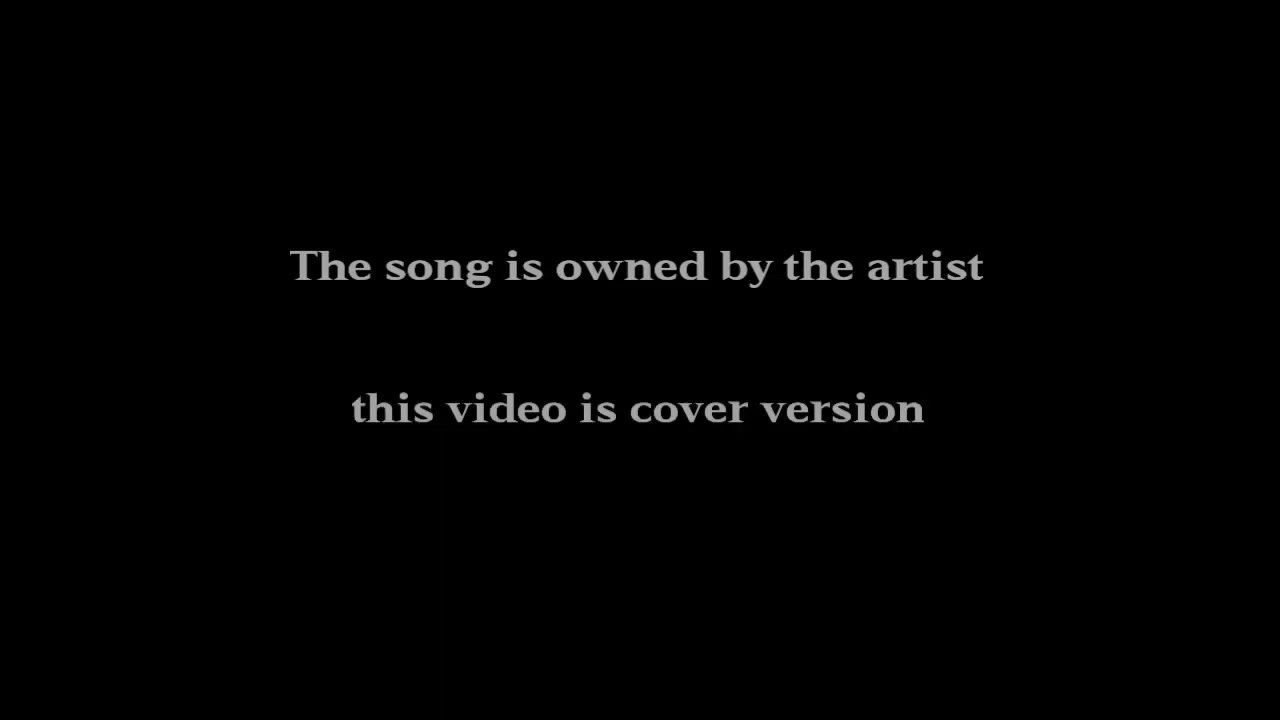 The song is owned by the artist
this video is cover version